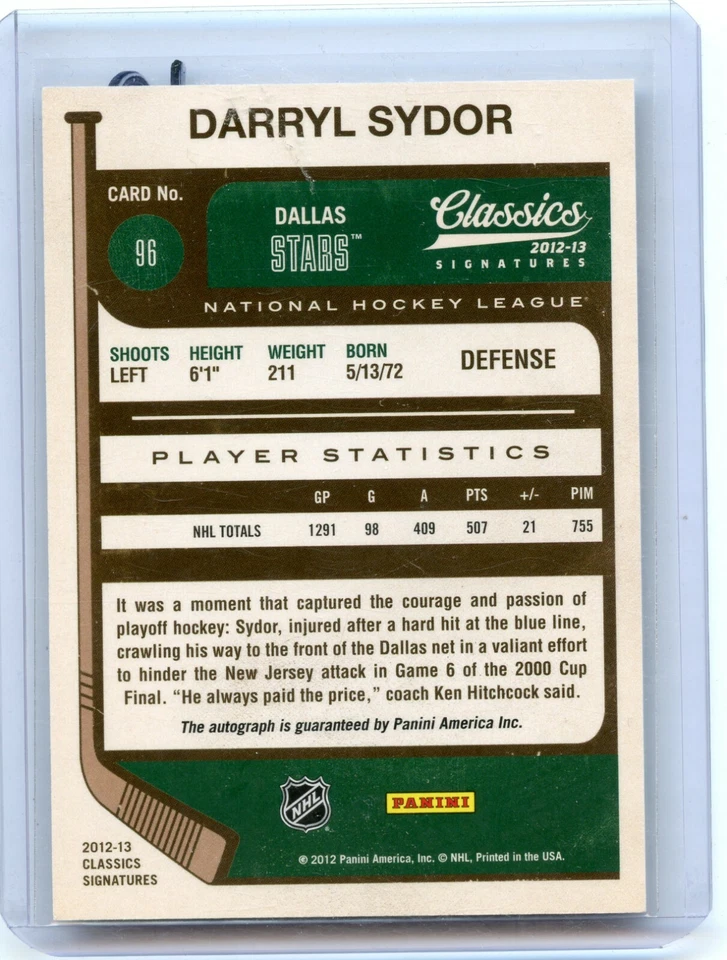 DARRYL SYDOR
CARD No.
96
DALLAS
STARS™
Classics
2012-13
SIGNATURES
NATIONAL HOCKEY LEAGUE
SHOOTS HEIGHT WEIGHT BORN
LEFT 6'1" 211 5/13/72
DEFENSE
PLAYER STATISTICS
GP G A PTS +/- PIM
NHL TOTALS 1291 98 409 507 21 755
It was a moment that captured the courage and passion of
playoff hockey: Sydor, injured after a hard hit at the blue line,
crawling his way to the front of the Dallas net in a valiant effort
to hinder the New Jersey attack in Game 6 of the 2000 Cup
Final. “He always paid the price,” coach Ken Hitchcock said.
The autograph is guaranteed by Panini America Inc.
NHL
PANINI
2012-13
CLASSICS
SIGNATURES
© 2012 Panini America, Inc. © NHL, Printed in the USA.